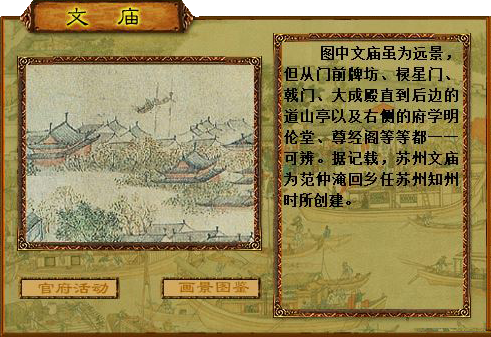 文 庙
图中文庙虽为远景，
但从门前牌坊、棂星门、
戟门、大成殿直到后边的
道山亭以及右侧的府学明
伦堂、尊经阁等等都一一
可辨。据记载，苏州文庙
为范仲淹回乡任苏州知州
时所创建。
官府活动
画景图鉴